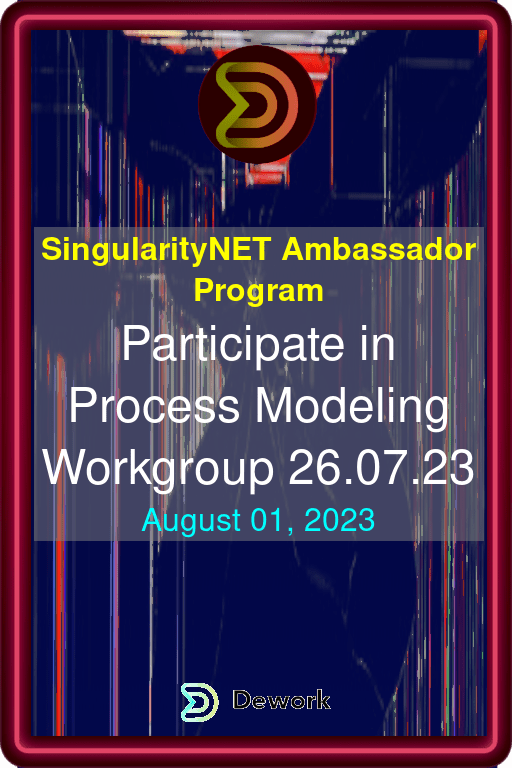 SingularityNET Ambassador
Program
Participate in
Process Modeling
Workgroup 26.07.23
August 01, 2023
Dework